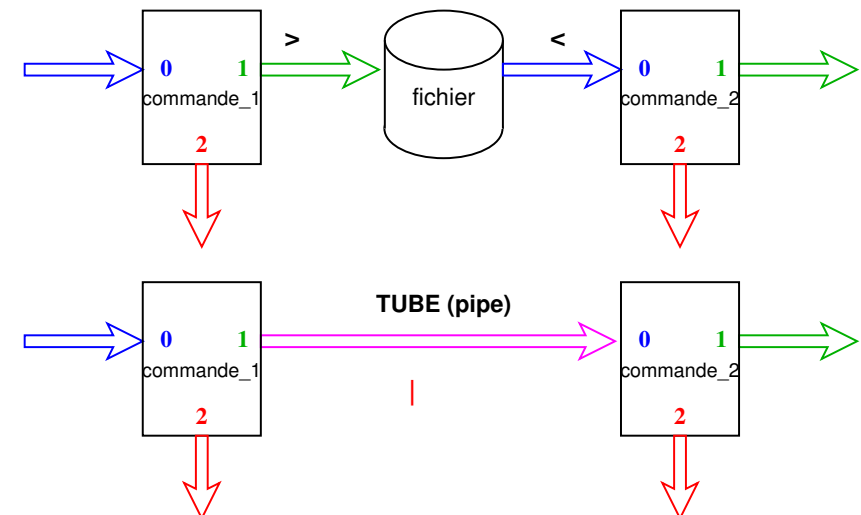 > <
0 1 0 1
commande_1 fichier commande_2
2 2
TUBE (pipe)
0 1 0 1
commande_1 commande_2
|
2 2